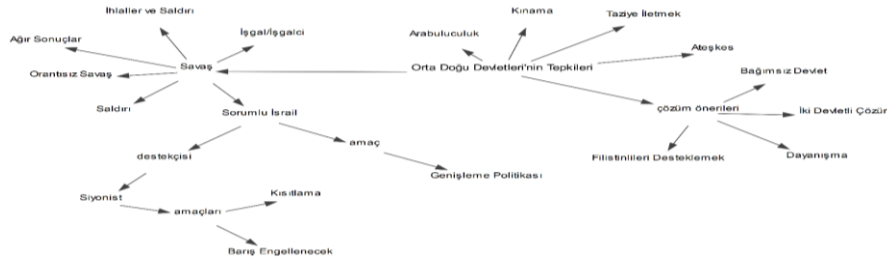 İhlaller ve Saldırı
Kınama
Taziye İletmek
Ağır Sonuçlar
İşgal/İşgalci
Arabuluculuk
Ateşkes
Savaş
Orta Doğu Devletleri'nin Tepkileri
Orantısız Savaş
Bağımsız Devlet
Saldırı
Sorumlu İsrail
çözüm önerileri
İki Devletli Çözüm
amaç
destekçisi
Filistinlileri Desteklemek
Dayanışma
Genişleme Politikası
Siyonist
Kısıtlama
amaçları
Barış Engellenecek